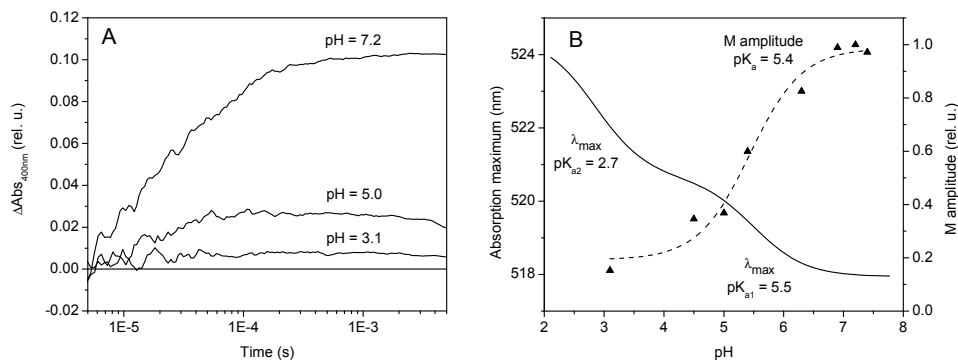 A
pH = 7.2
pH = 5.0
pH = 3.1
0.12
0.10
0.08
0.06
0.04
0.02
0.00
-0.02
ΔAbs400nm (rel. u.)
1E-5
1E-4
1E-3
Time (s)
B
M amplitude
pKa = 5.4
λmax
pKa2 = 2.7
λmax
pKa1 = 5.5
524
522
520
518
Absorption maximum (nm)
1.0
0.8
0.6
0.4
0.2
0.0
M amplitude (rel. u.)
2
3
4
5
6
7
8
pH